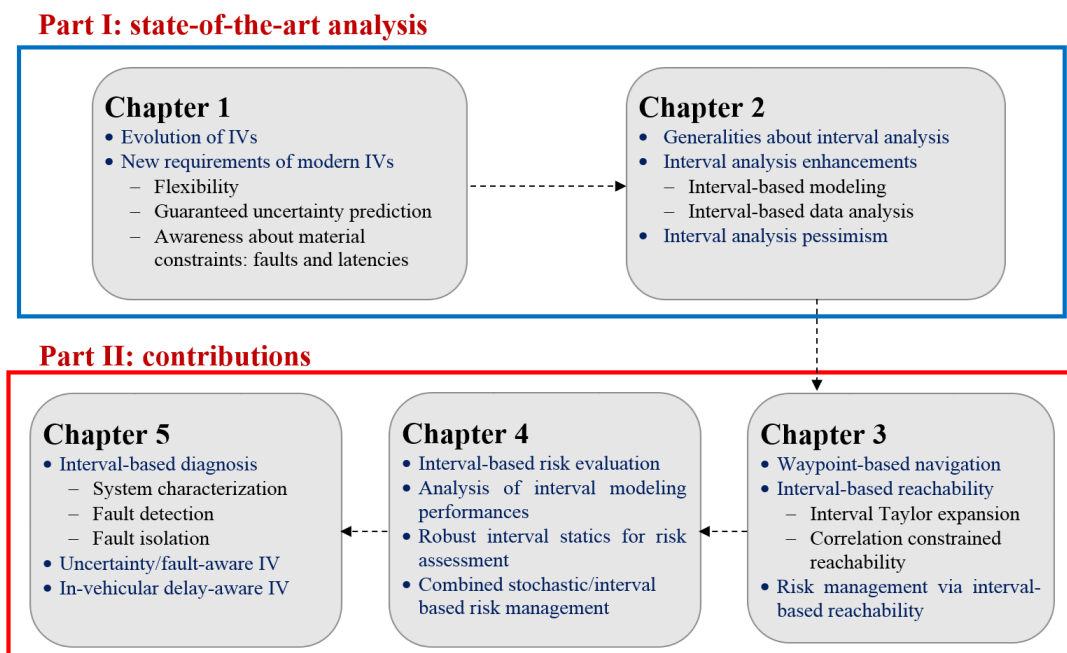 Part I: state-of-the-art analysis
Chapter 1
• Evolution of IVs
• New requirements of modern IVs
– Flexibility
– Guaranteed uncertainty prediction
– Awareness about material
constraints: faults and latencies
Chapter 2
• Generalities about interval analysis
• Interval analysis enhancements
– Interval-based modeling
– Interval-based data analysis
• Interval analysis pessimism
Part II: contributions
Chapter 5
• Interval-based diagnosis
– System characterization
– Fault detection
– Fault isolation
• Uncertainty/fault-aware IV
• In-vehicular delay-aware IV
Chapter 4
• Interval-based risk evaluation
• Analysis of interval modeling
performances
• Robust interval statics for risk
assessment
• Combined stochastic/interval
based risk management
Chapter 3
• Waypoint-based navigation
• Interval-based reachability
– Interval Taylor expansion
– Correlation constrained
reachability
• Risk management via interval-
based reachability